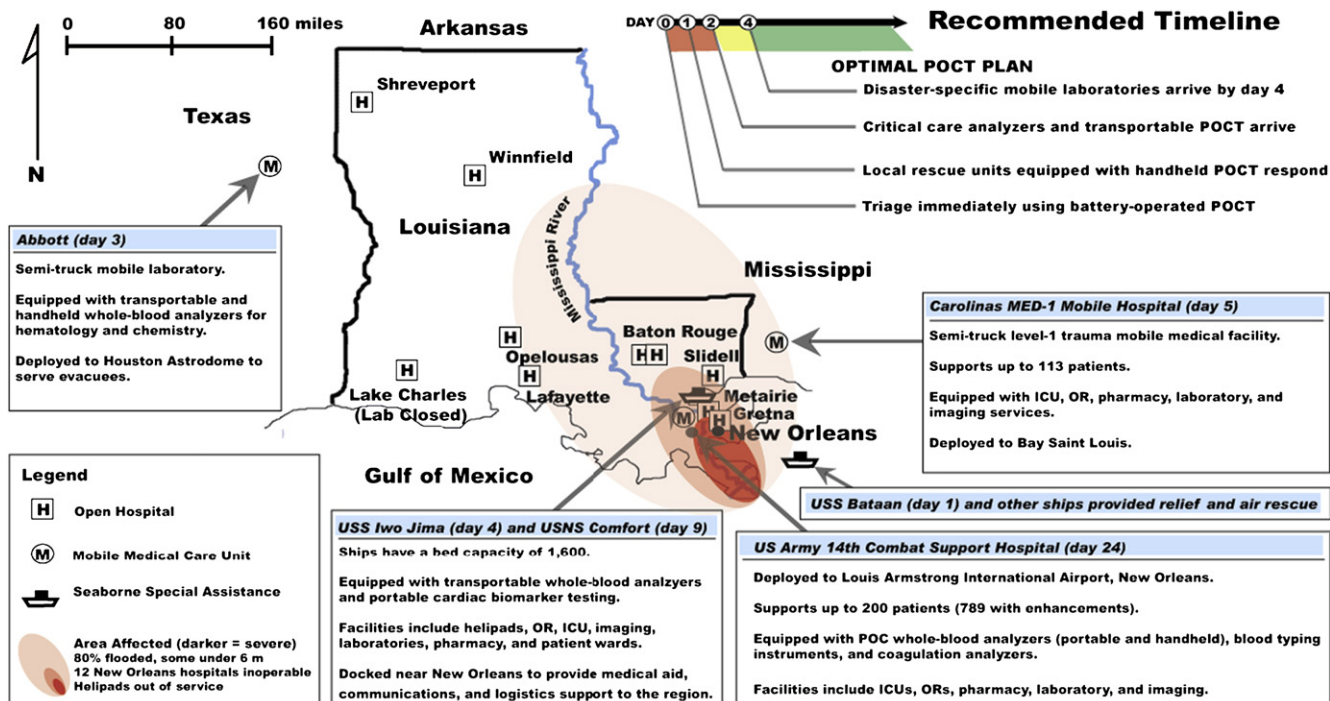 0 80 160 miles
N
Arkansas
Texas
Shreveport
Winnfield
Louisiana
Mississippi River
Mississippi
Opelousas
Lafayette
Lake Charles
(Lab Closed)
Baton Rouge
Slidell
Metairie
Gretna
New Orleans
Gulf of Mexico
H
H
H
H
H
H
H
H
H
H
M
M
M
DAY 0 1 2 4
Recommended Timeline
OPTIMAL POCT PLAN
Disaster-specific mobile laboratories arrive by day 4
Critical care analyzers and transportable POCT arrive
Local rescue units equipped with handheld POCT respond
Triage immediately using battery-operated POCT
Abbott (day 3)
Semi-truck mobile laboratory.
Equipped with transportable and
handheld whole-blood analyzers for
hematology and chemistry.
Deployed to Houston Astrodome to
serve evacuees.
Carolinas MED-1 Mobile Hospital (day 5)
Semi-truck level-1 trauma mobile medical facility.
Supports up to 113 patients.
Equipped with ICU, OR, pharmacy, laboratory, and
imaging services.
Deployed to Bay Saint Louis.
USS Bataan (day 1) and other ships provided relief and air rescue
Legend
H Open Hospital
M Mobile Medical Care Unit
Seaborne Special Assistance
Area Affected (darker = severe)
80% flooded, some under 6 m
12 New Orleans hospitals inoperable
Helipads out of service
USS Iwo Jima (day 4) and USNS Comfort (day 9)
Ships have a bed capacity of 1,600.
Equipped with transportable whole-blood analzyers
and portable cardiac biomarker testing.
Facilities include helipads, OR, ICU, imaging,
laboratories, pharmacy, and patient wards.
Docked near New Orleans to provide medical aid,
communications, and logistics support to the region.
US Army 14th Combat Support Hospital (day 24)
Deployed to Louis Armstrong International Airport, New Orleans.
Supports up to 200 patients (789 with enhancements).
Equipped with POC whole-blood analyzers (portable and handheld), blood typing
instruments, and coagulation analyzers.
Facilities include ICUs, ORs, pharmacy, laboratory, and imaging.